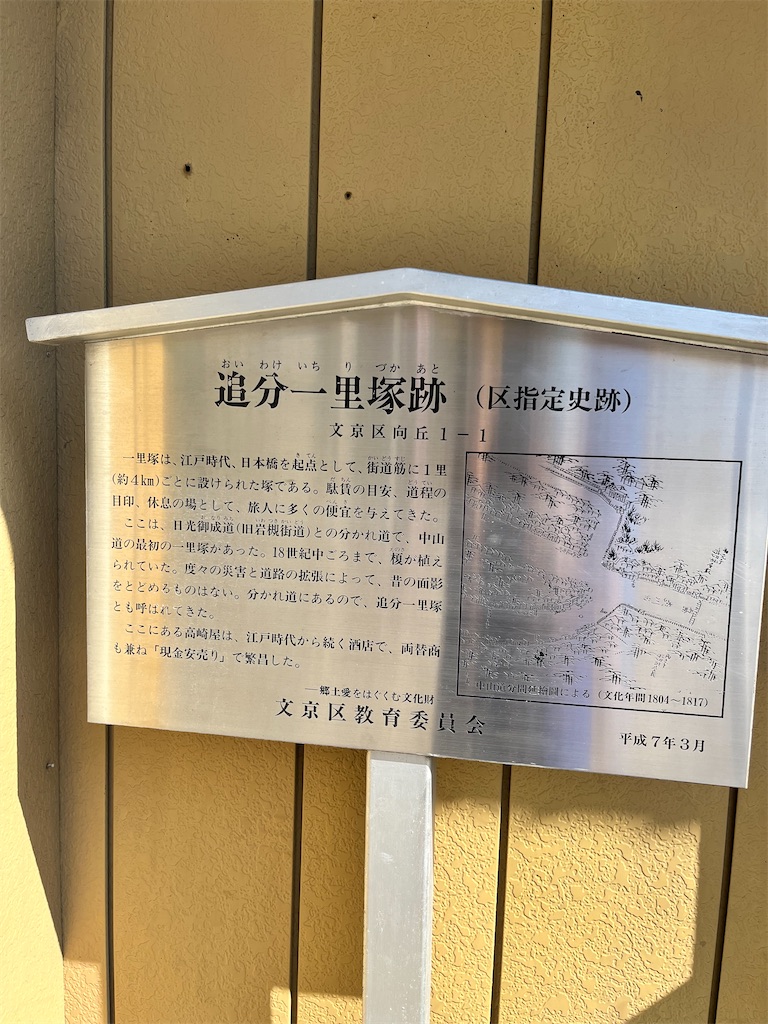 おい わけ いち り づか あと
追分一里塚跡 （区指定史跡）
文京区向丘1－1
一里塚は、江戸時代、日本橋を起点として、街道筋に1里
(約4km)ごとに設けられた塚である。駄賃の目安、道程の
目印、休息の場として、旅人に多くの便宜を与えてきた。
ここは、日光御成道(旧岩槻街道)との分かれ道で、中山
道の最初の一里塚があった。18世紀中ごろまで、榎が植え
られていた。度々の災害と道路の拡張によって、昔の面影
をとどめるものはない。分かれ道にあるので、追分一里塚
とも呼ばれてきた。
ここにある高崎屋は、江戸時代から続く酒店で、両替商
も兼ね「現金安売り」で繁昌した。
中山道分間延絵圖による（文化年間1804～1817）
―郷土愛をはぐくむ文化財
文京区教育委員会
平成7年3月